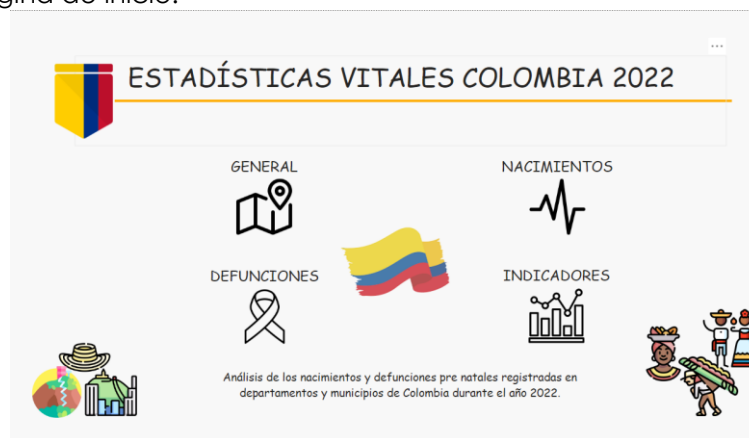 ESTADÍSTICAS VITALES COLOMBIA 2022
GENERAL
NACIMIENTOS
DEFUNCIONES
INDICADORES
Análisis de los nacimientos y defunciones pre natales registradas en
departamentos y municipios de Colombia durante el año 2022.